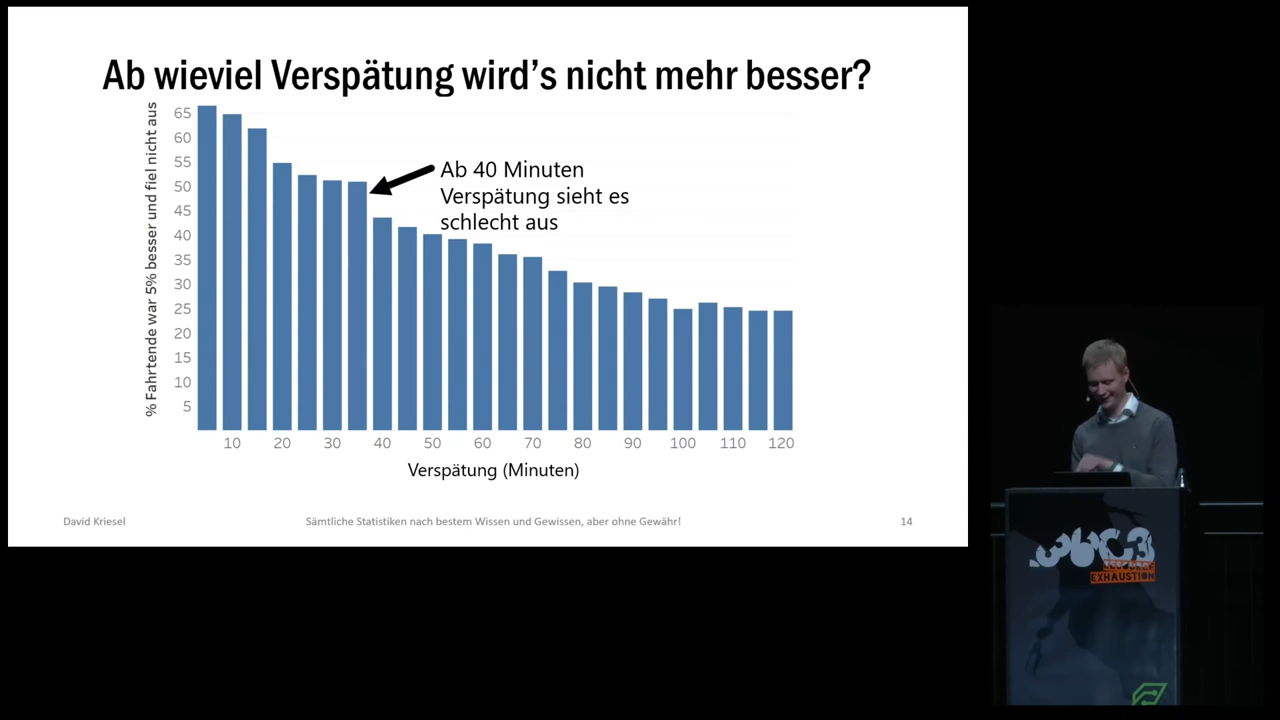 Ab wieviel Verspätung wird’s nicht mehr besser?
% Fahrtende war 5% besser und fiel nicht aus
65
60
55
50
45
40
35
30
25
20
15
10
5
Ab 40 Minuten
Verspätung sieht es
schlecht aus
10 20 30 40 50 60 70 80 90 100 110 120
Verspätung (Minuten)
David Kriesel Sämtliche Statistiken nach bestem Wissen und Gewissen, aber ohne Gewähr! 14
36C3
RESOURCE
EXHAUSTION